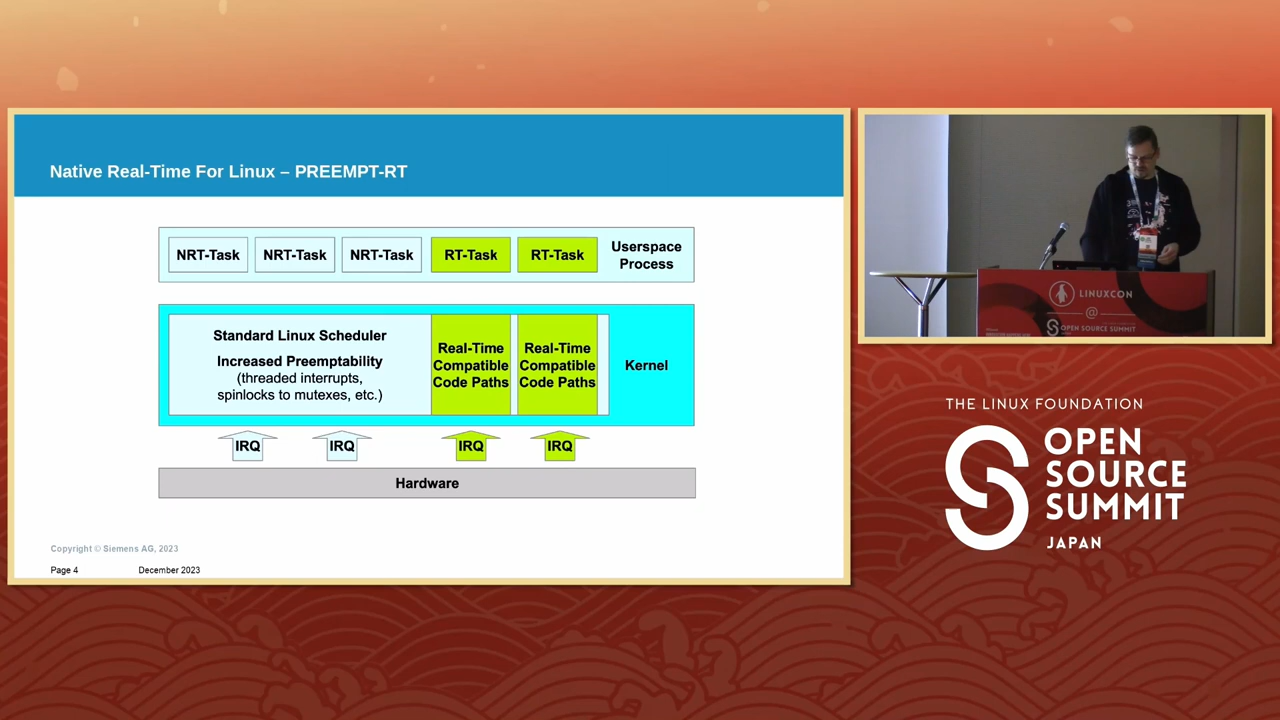 Native Real-Time For Linux – PREEMPT-RT
NRT-Task
NRT-Task
NRT-Task
RT-Task
RT-Task
Userspace
Process
Standard Linux Scheduler
Increased Preemptability
(threaded interrupts,
spinlocks to mutexes, etc.)
Real-Time
Compatible
Code Paths
Real-Time
Compatible
Code Paths
Kernel
IRQ
IRQ
IRQ
IRQ
Hardware
Copyright © Siemens AG, 2023
Page 4
December 2023
LINUXCON
@
OPEN SOURCE SUMMIT
THE LINUX FOUNDATION
OPEN
SOURCE
SUMMIT
JAPAN